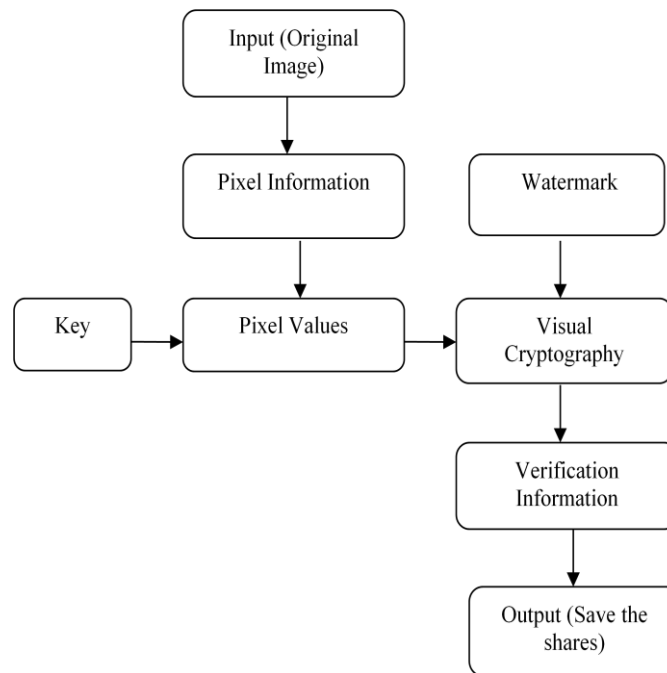 Input (Original
Image)
Pixel Information
Watermark
Key
Pixel Values
Visual
Cryptography
Verification
Information
Output (Save the
shares)